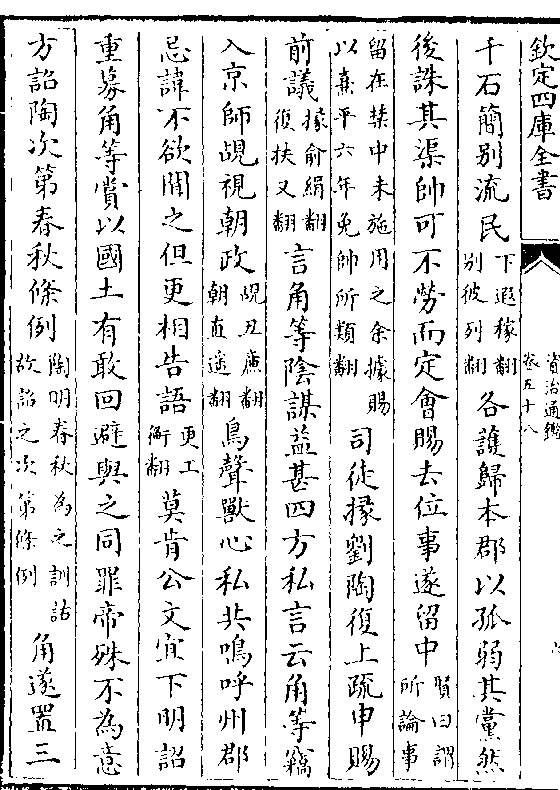 欽定四庫全書
資治通鑑
卷五十八
千石簡別流民下遐稼翻別彼列翻各護歸本郡以孤弱其黨然
後誅其渠帥可不勞而定會賜去位事遂留中賢曰謂所論事
留在禁中未施用之余據賜以熹平六年免帥所類翻司徒掾劉陶復上疏申賜
前議掾俞絹翻復扶又翻言角等陰謀益甚四方私言云角等竊
入京師覘視朝政覘丑廉翻朝直遥翻鳥聲獸心私共鳴呼州郡
忌諱不欲聞之但更相告語更工衡翻莫肯公文宜下明詔
重募角等賞以國土有敢回避與之同罪帝殊不為意
方詔陶次第春秋條例陶明春秋為之訓詁故詔之次第條例角遂置三